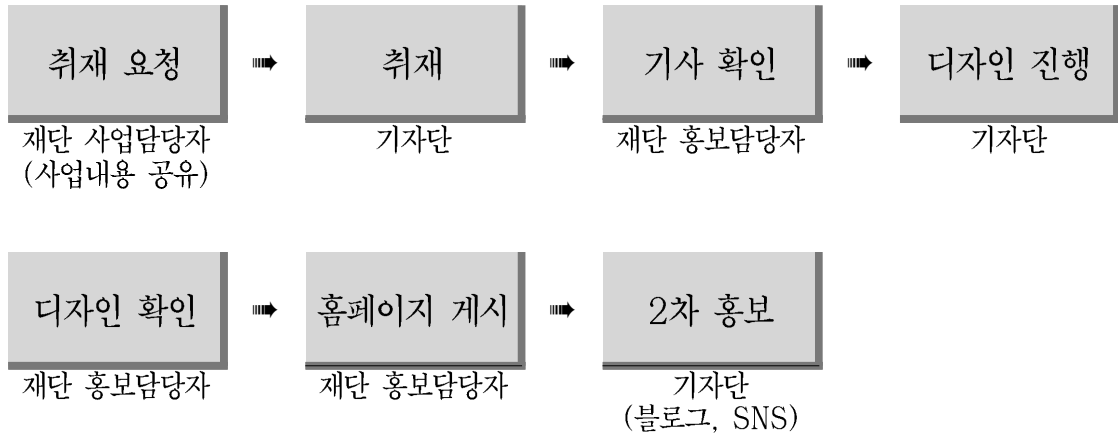 취재 요청 ➠ 취재 ➠ 기사 확인 ➠ 디자인 진행
재단 사업담당자 기자단 재단 홍보담당자 기자단
(사업내용 공유)
디자인 확인 ➠ 홈페이지 게시 ➠ 2차 홍보
재단 홍보담당자 재단 홍보담당자 기자단
(블로그, SNS)